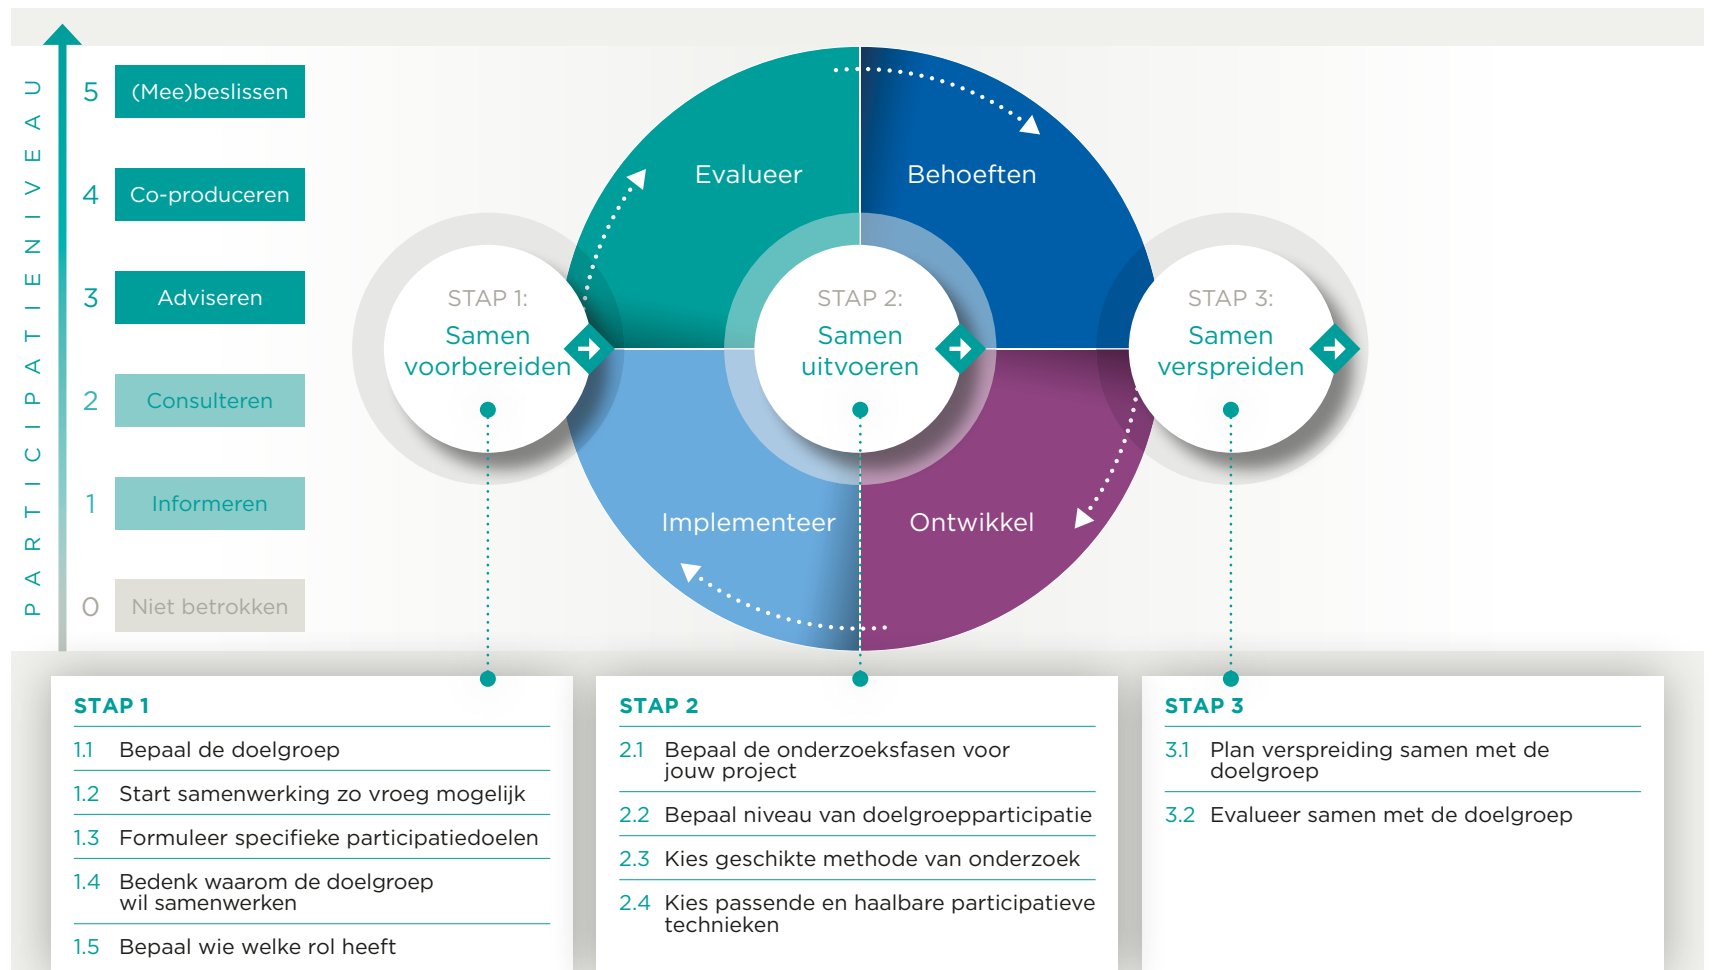 PARTICIPATIENIVEAU
5 (Mee)beslissen
4 Co-produceren
3 Adviseren
2 Consulteren
1 Informeren
0 Niet betrokken
Evalueer
Behoeften
STAP 1:
Samen
voorbereiden
STAP 2:
Samen
uitvoeren
STAP 3:
Samen
verspreiden
Implementeer
Ontwikkel
STAP 1
1.1 Bepaal de doelgroep
1.2 Start samenwerking zo vroeg mogelijk
1.3 Formuleer specifieke participatiedoelen
1.4 Bedenk waarom de doelgroep
wil samenwerken
1.5 Bepaal wie welke rol heeft
STAP 2
2.1 Bepaal de onderzoeksfasen voor
jouw project
2.2 Bepaal niveau van doelgroepparticipatie
2.3 Kies geschikte methode van onderzoek
2.4 Kies passende en haalbare participatieve
technieken
STAP 3
3.1 Plan verspreiding samen met de
doelgroep
3.2 Evalueer samen met de doelgroep